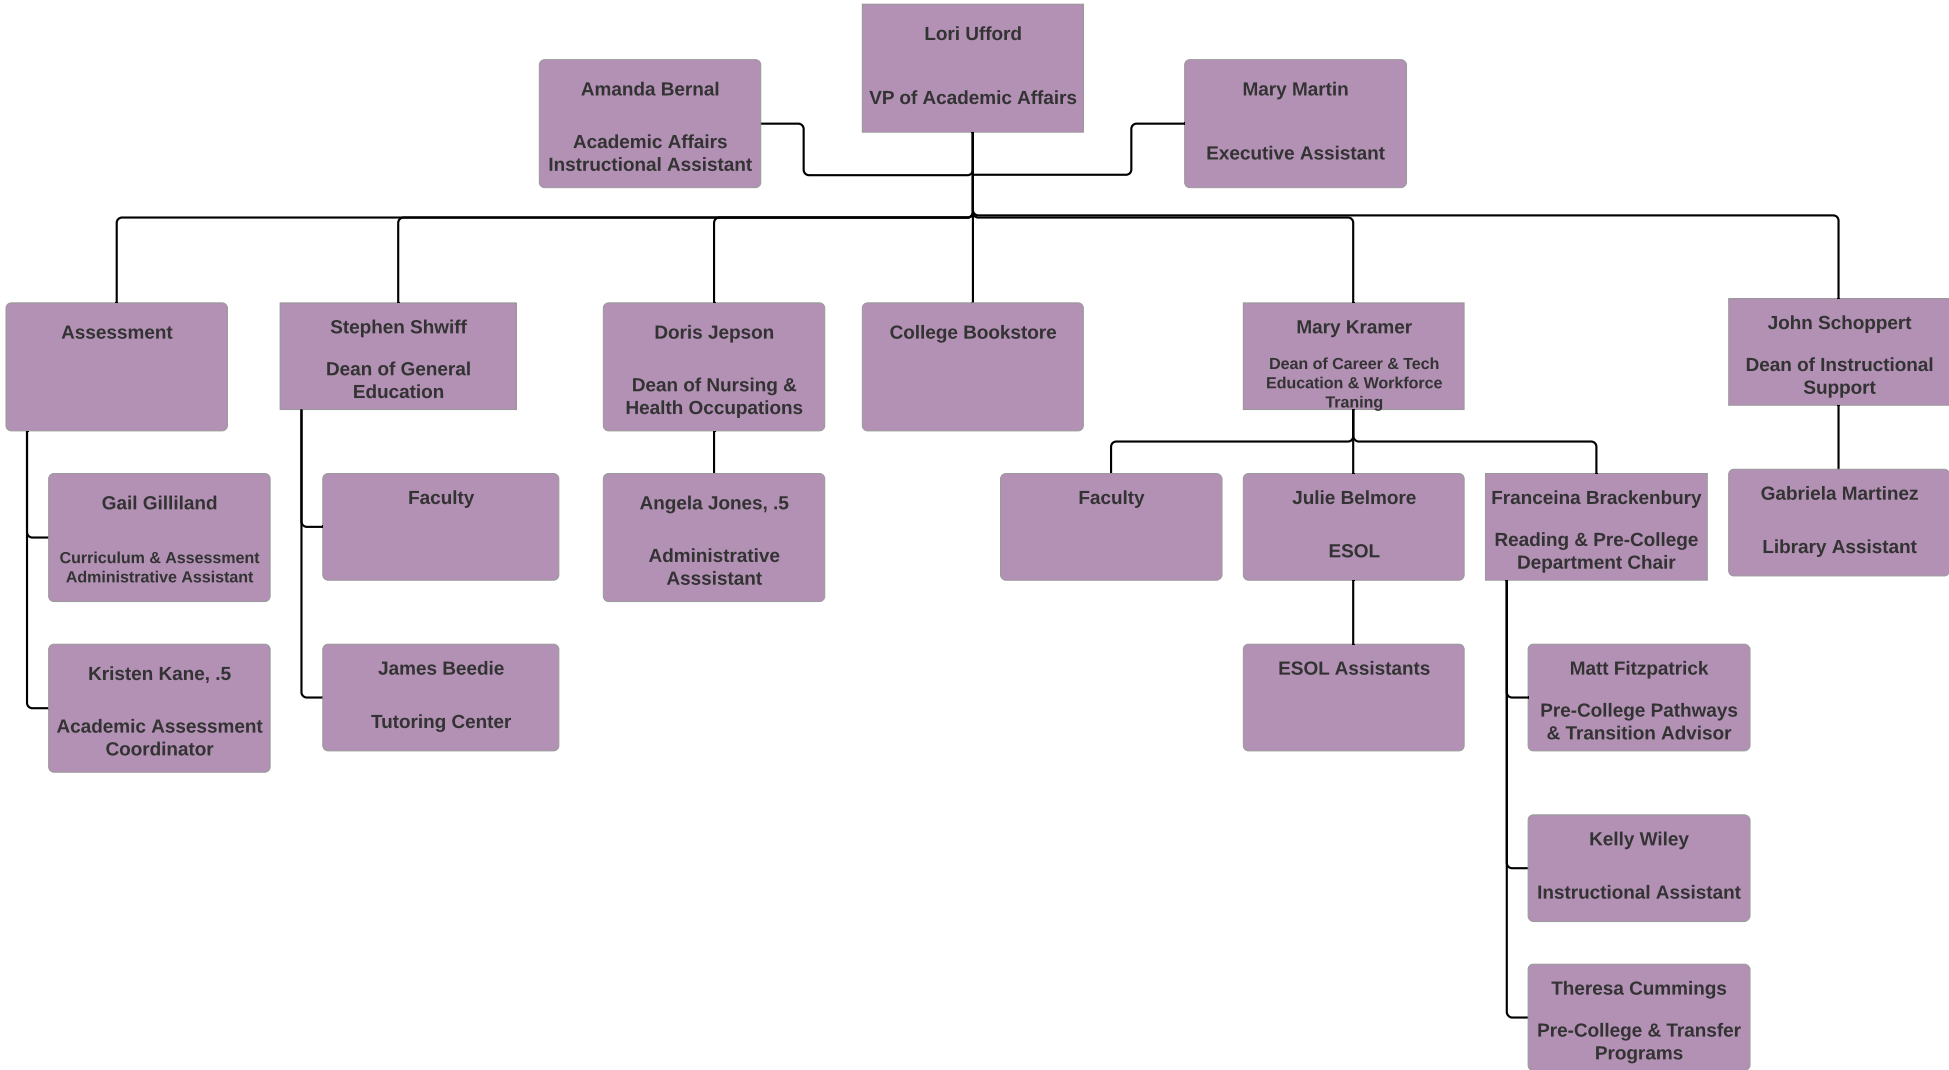 Lori Ufford
VP of Academic Affairs
Amanda Bernal
Academic Affairs
Instructional Assistant
Mary Martin
Executive Assistant
Assessment
Stephen Shwiff
Dean of General
Education
Doris Jepson
Dean of Nursing &
Health Occupations
College Bookstore
Mary Kramer
Dean of Career & Tech
Education & Workforce
Traning
John Schoppert
Dean of Instructional
Support
Gail Gilliland
Curriculum & Assessment
Administrative Assistant
Faculty
Angela Jones, .5
Administrative
Asssistant
Faculty
Julie Belmore
ESOL
Franceina Brackenbury
Reading & Pre-College
Department Chair
Gabriela Martinez
Library Assistant
Kristen Kane, .5
Academic Assessment
Coordinator
James Beedie
Tutoring Center
ESOL Assistants
Matt Fitzpatrick
Pre-College Pathways
& Transition Advisor
Kelly Wiley
Instructional Assistant
Theresa Cummings
Pre-College & Transfer
Programs